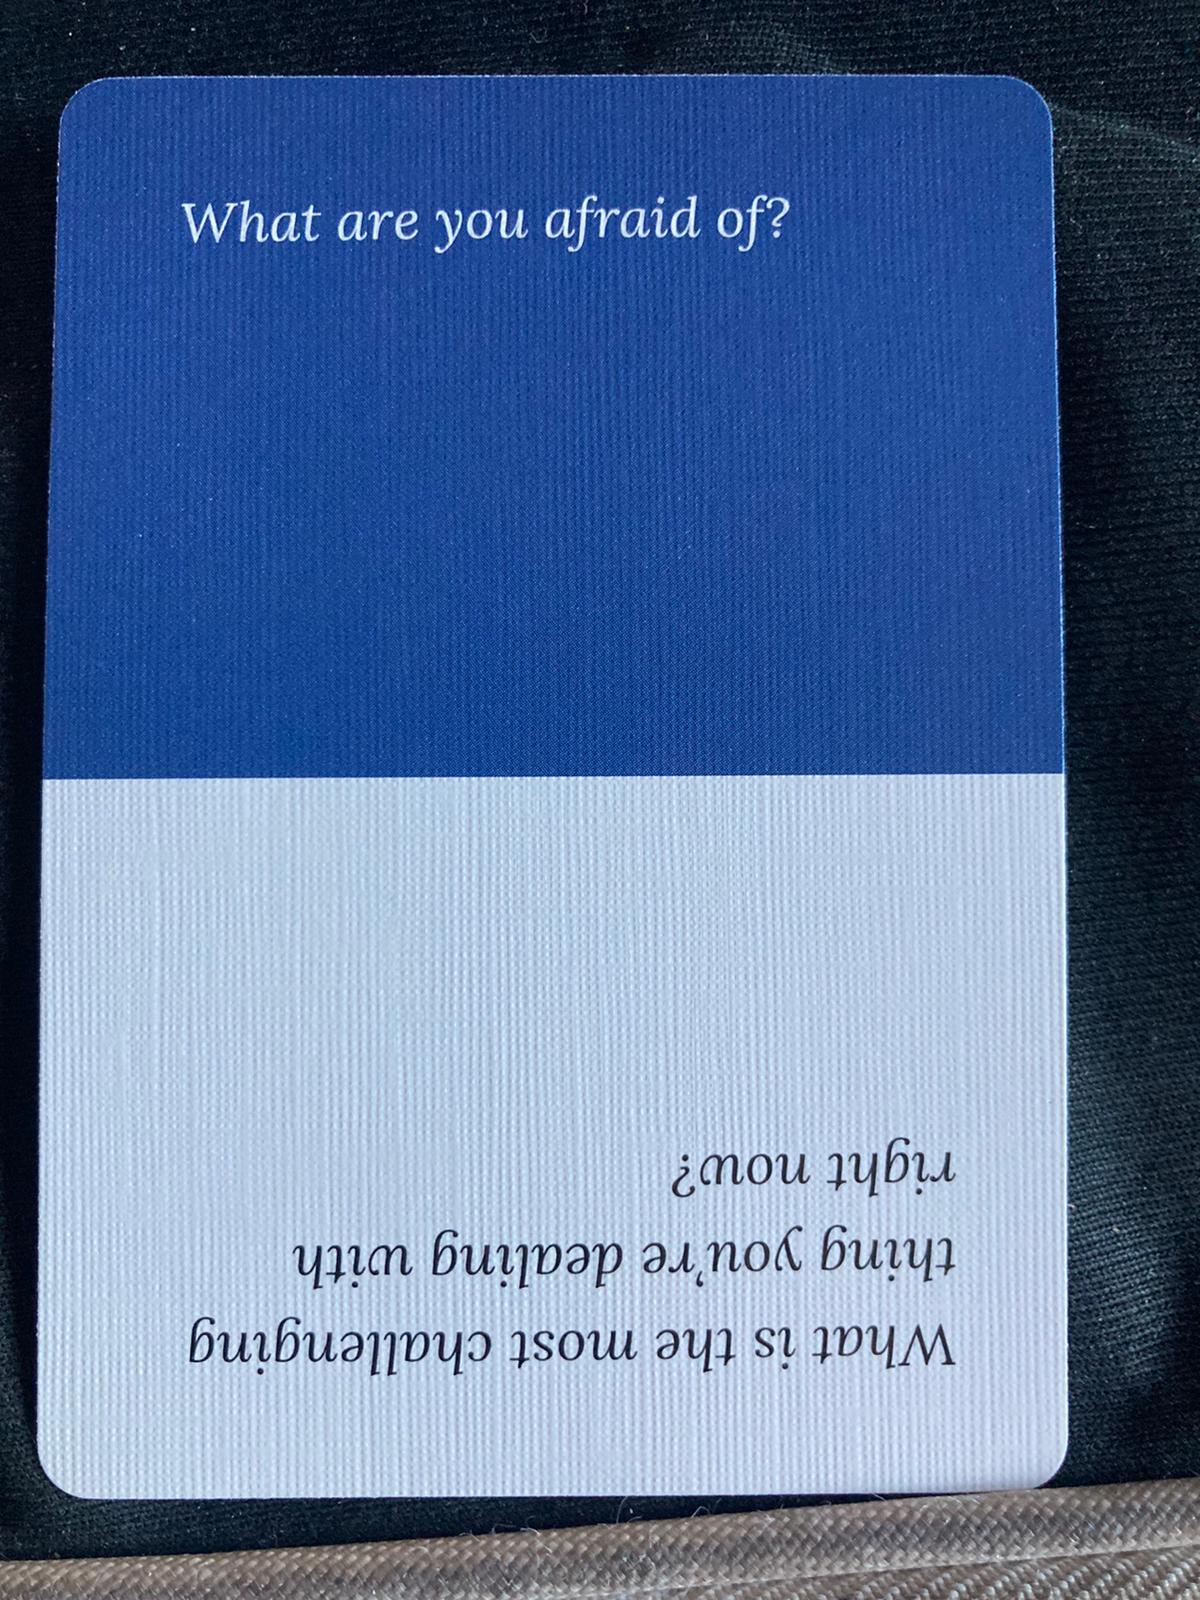 What are you afraid of?
What is the most challenging
thing you're dealing with
right now?